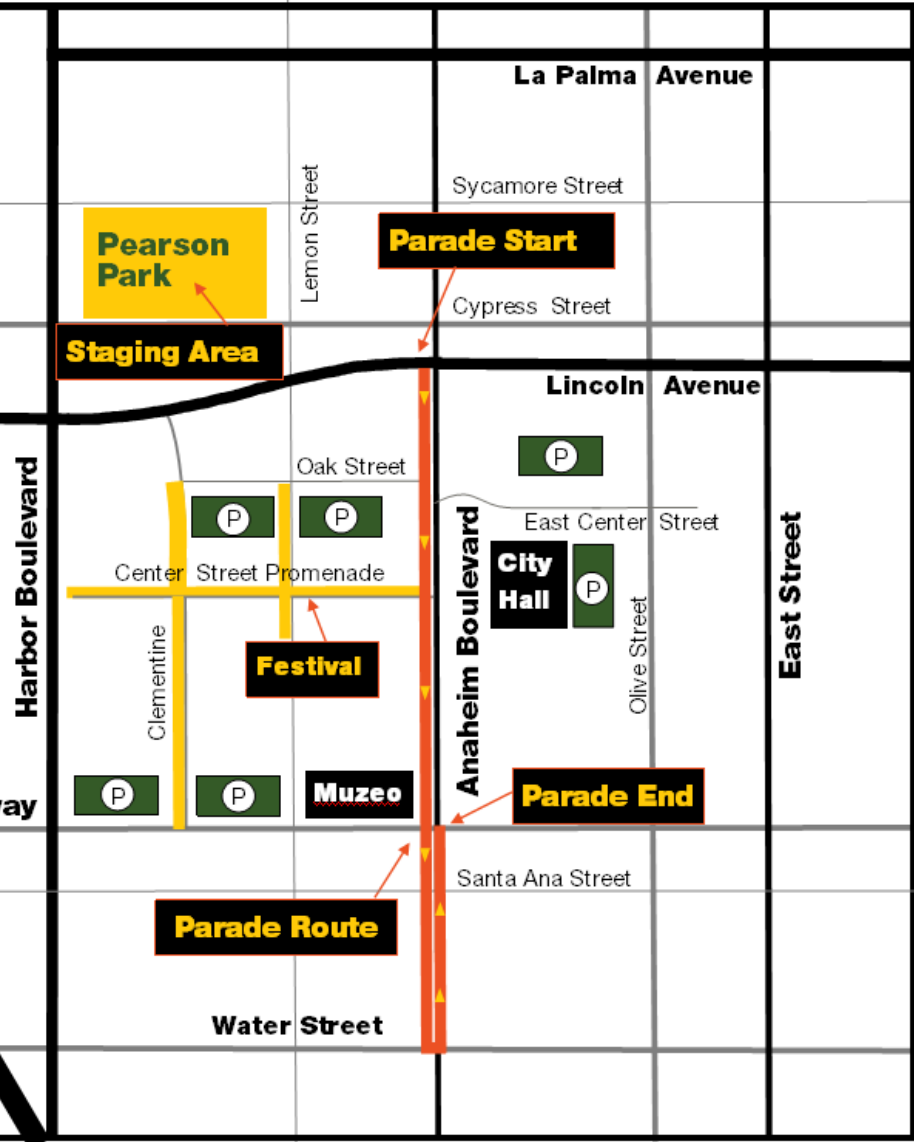 La Palma Avenue
Sycamore Street
Lemon Street
Pearson
Park
Parade Start
Cypress Street
Staging Area
Lincoln Avenue
Oak Street
P
P
P
East Center Street
Harbor Boulevard
Anaheim Boulevard
East Street
City
Hall
P
Center Street Promenade
Clementine
Festival
Olive Street
P
P
Muzeo
Parade End
way
Santa Ana Street
Parade Route
Water Street